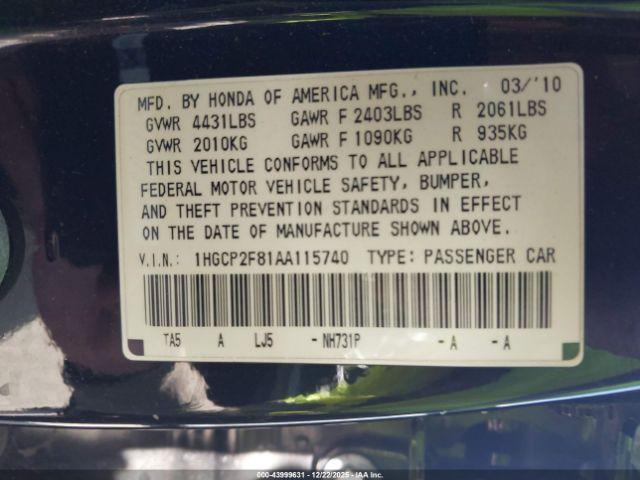 MFD. BY HONDA OF AMERICA MFG., INC. 03/'10
GVWR 4431LBS GAWR F 2403LBS R 2061LBS
GVWR 2010KG GAWR F 1090KG R 935KG
THIS VEHICLE CONFORMS TO ALL APPLICABLE
FEDERAL MOTOR VEHICLE SAFETY, BUMPER,
AND THEFT PREVENTION STANDARDS IN EFFECT
ON THE DATE OF MANUFACTURE SHOWN ABOVE.
V.I.N.: 1HGCP2F81AA115740 TYPE: PASSENGER CAR
TA5 A LJ5 - NH731P - A - A
000-43999631 - 12/22/2025 - IAA, Inc.